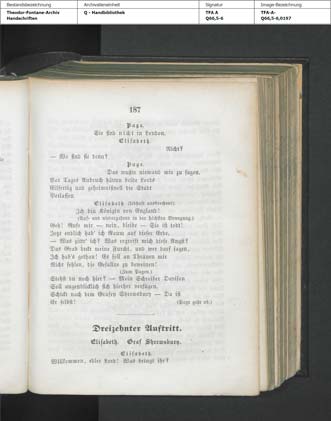 Bestandsbezeichnung
Archivalieneinheit
Signatur
Image-Bezeichnung
Theodor-Fontane-Archiv
Handschriften
Q - Handbibliothek
TFA A
Q66,5-6
TFA-A-
Q66,5-6,0197
187
Page.
Sie sind nicht in London.
Elisabeth.
Nicht?
— Wo sind sie denn?
Page.
Das wußte niemand mir zu sagen.
Vor Tages Anbruch hätten beide Lords
Eilfertig und geheimnißvoll die Stadt
Verlassen.
Elisabeth (lebhaft ausbrechend):
Ich bin Königin von England!
(Auf- und niedergehend in der höchsten Bewegung.)
Geh! Rufe mir — nein, bleibe — Sie ist todt!
Jetzt endlich hab' ich Raum auf dieser Erde.
— Was zittr' ich? Was ergreift mich diese Angst?
Das Grab deckt meine Furcht, und wer darf sagen,
Ich hab's gethan! Es soll an Thränen mir
Nicht fehlen, die Gefallne zu beweinen!
(Zum Pagen.)
Stehst du noch hier? — Mein Schreiber Davison
Soll augenblicklich sich hierher verfügen.
Schickt nach dem Grafen Shrewsbury — Da ist
Er selbst!
(Page geht ab.)
Dreizehnter Auftritt.
Elisabeth. Graf Shrewsbury.
Elisabeth.
Willkommen, edler Lord! Was bringt ihr?